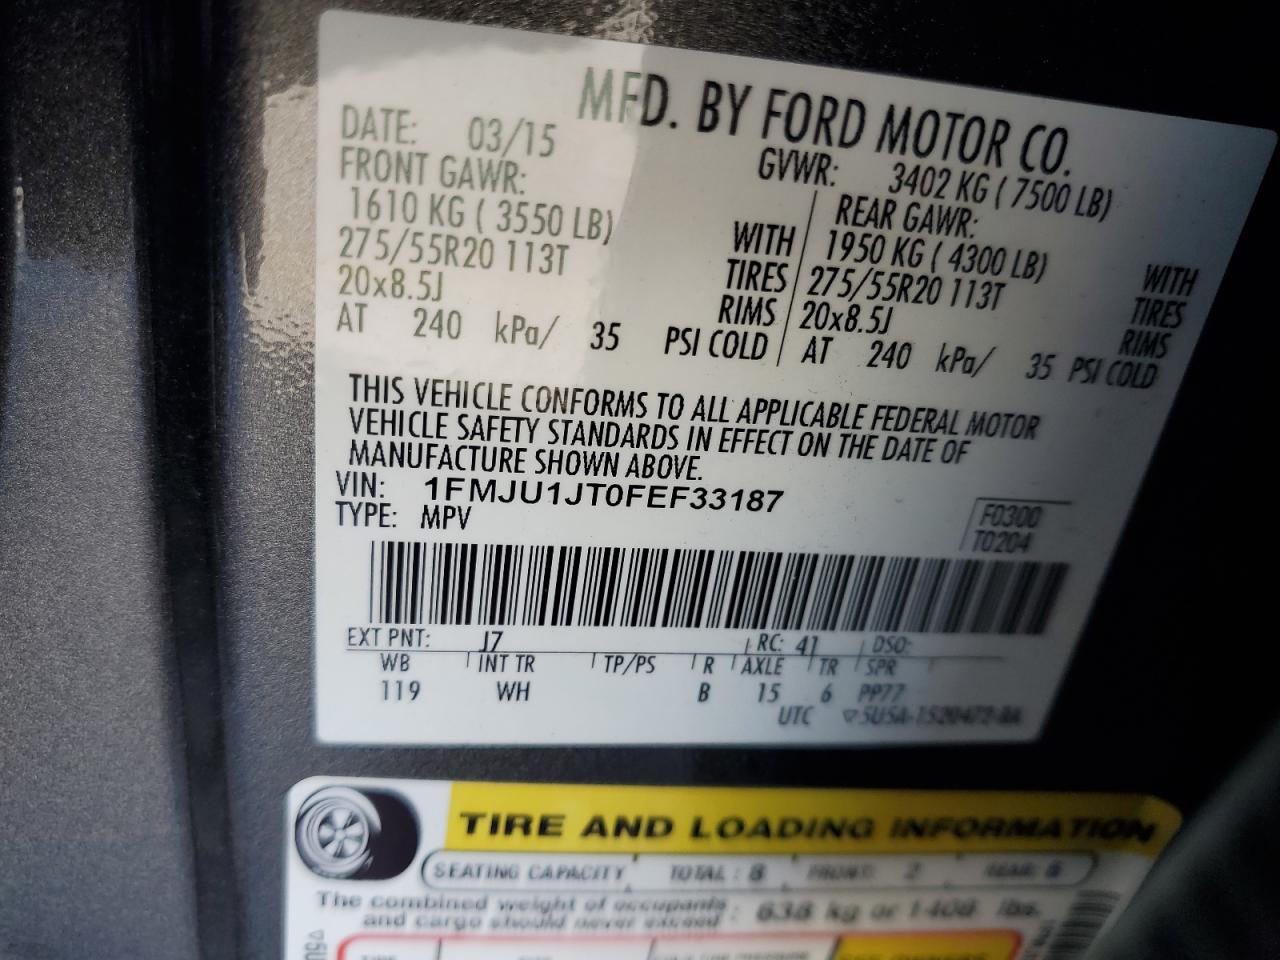 MFD. BY FORD MOTOR CO.
DATE: 03/15 GVWR: 3402 KG ( 7500 LB)
FRONT GAWR: REAR GAWR:
1610 KG ( 3550 LB) WITH 1950 KG ( 4300 LB) WITH
275/55R20 113T TIRES 275/55R20 113T TIRES
20x8.5J RIMS 20x8.5J RIMS
AT 240 kPa/ 35 PSI COLD AT 240 kPa/ 35 PSI COLD
THIS VEHICLE CONFORMS TO ALL APPLICABLE FEDERAL MOTOR
VEHICLE SAFETY STANDARDS IN EFFECT ON THE DATE OF
MANUFACTURE SHOWN ABOVE.
VIN: 1FMJU1JT0FEF33187
TYPE: MPV
F0300
T0204
EXT PNT: J7 RC: 41 DSO:
WB INT TR TP/PS R AXLE TR SPR
119 WH B 15 6 PP77
UTC ▽5U5A-1520472-AA
TIRE AND LOADING INFORMATION
SEATING CAPACITY TOTAL : 8 FRONT: 2 REAR: 6
The combined weight of occupants
and cargo should never exceed : 638 kg or 1408 lbs.